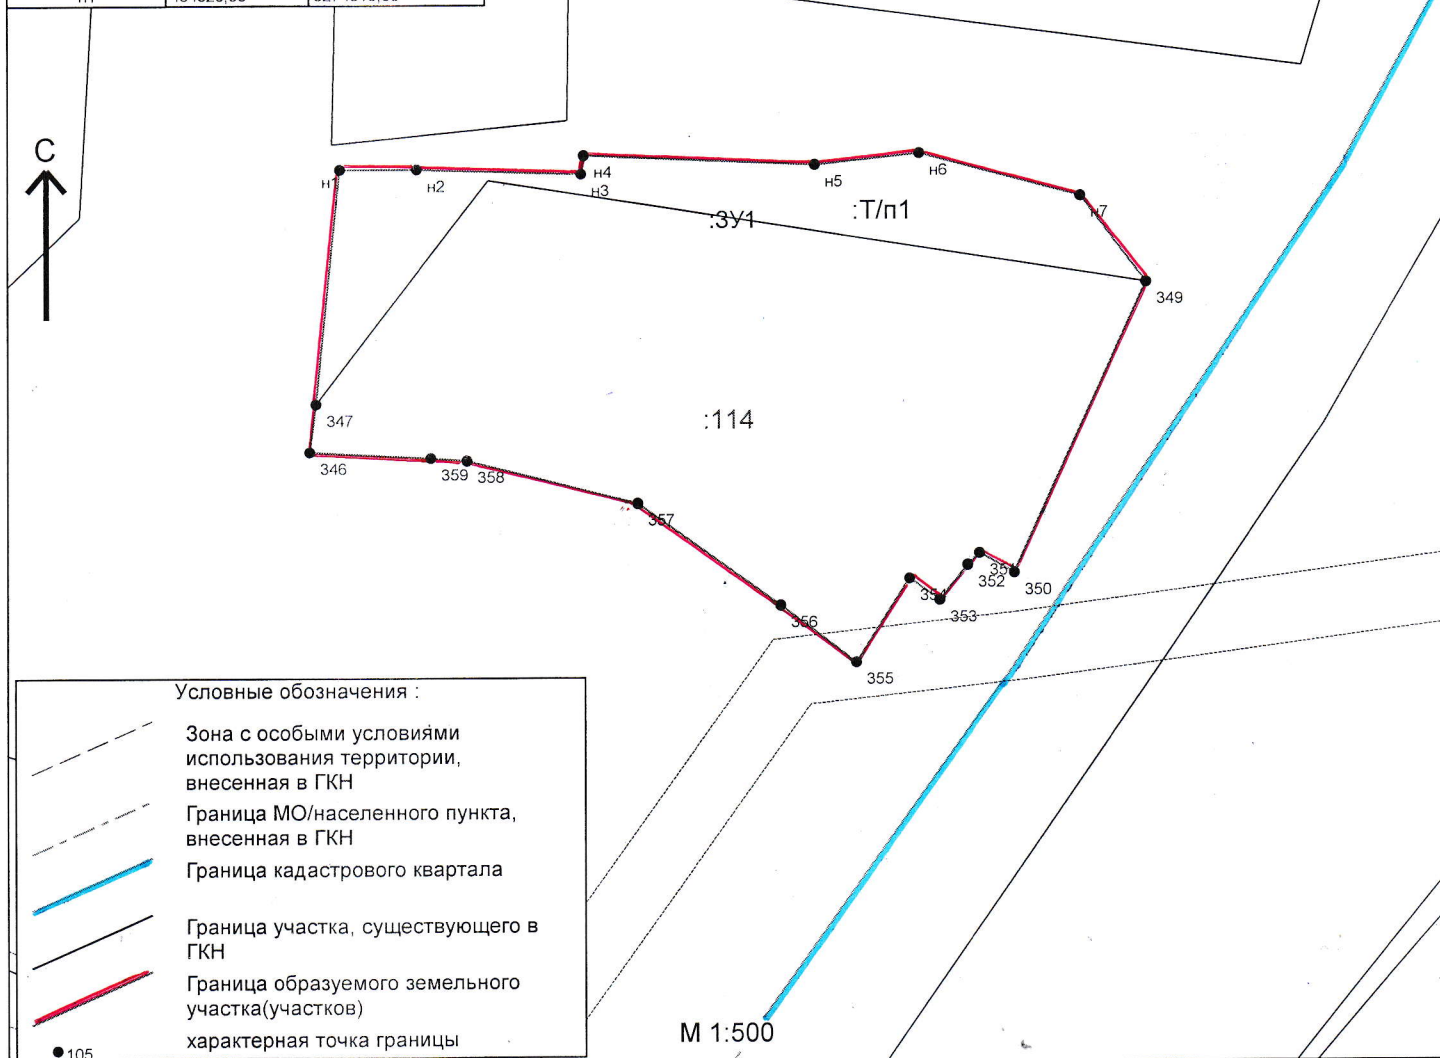 С
н1
н2
н4
н3
н5
н6
н7
:ЗУ1
:Т/п1
349
347
:114
346
359
358
357
351
352
350
354
353
356
355
Условные обозначения :
Зона с особыми условиями
использования территории,
внесенная в ГКН
Граница МО/населенного пункта,
внесенная в ГКН
Граница кадастрового квартала
Граница участка, существующего в
ГКН
Граница образуемого земельного
участка(участков)
характерная точка границы
105
М 1:500